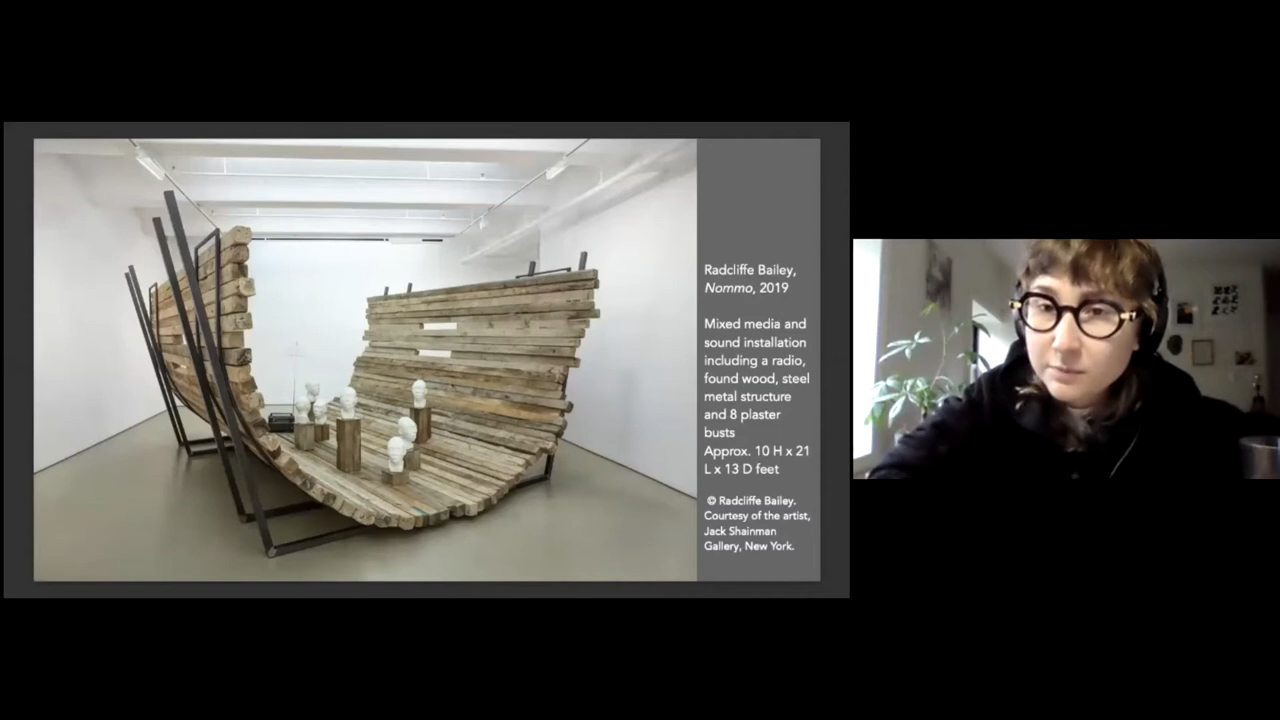 Radcliffe Bailey,
Nommo, 2019
Mixed media and
sound installation
including a radio,
found wood, steel
metal structure
and 8 plaster
busts
Approx. 10 H x 21
L x 13 D feet
© Radcliffe Bailey.
Courtesy of the artist,
Jack Shainman
Gallery, New York.